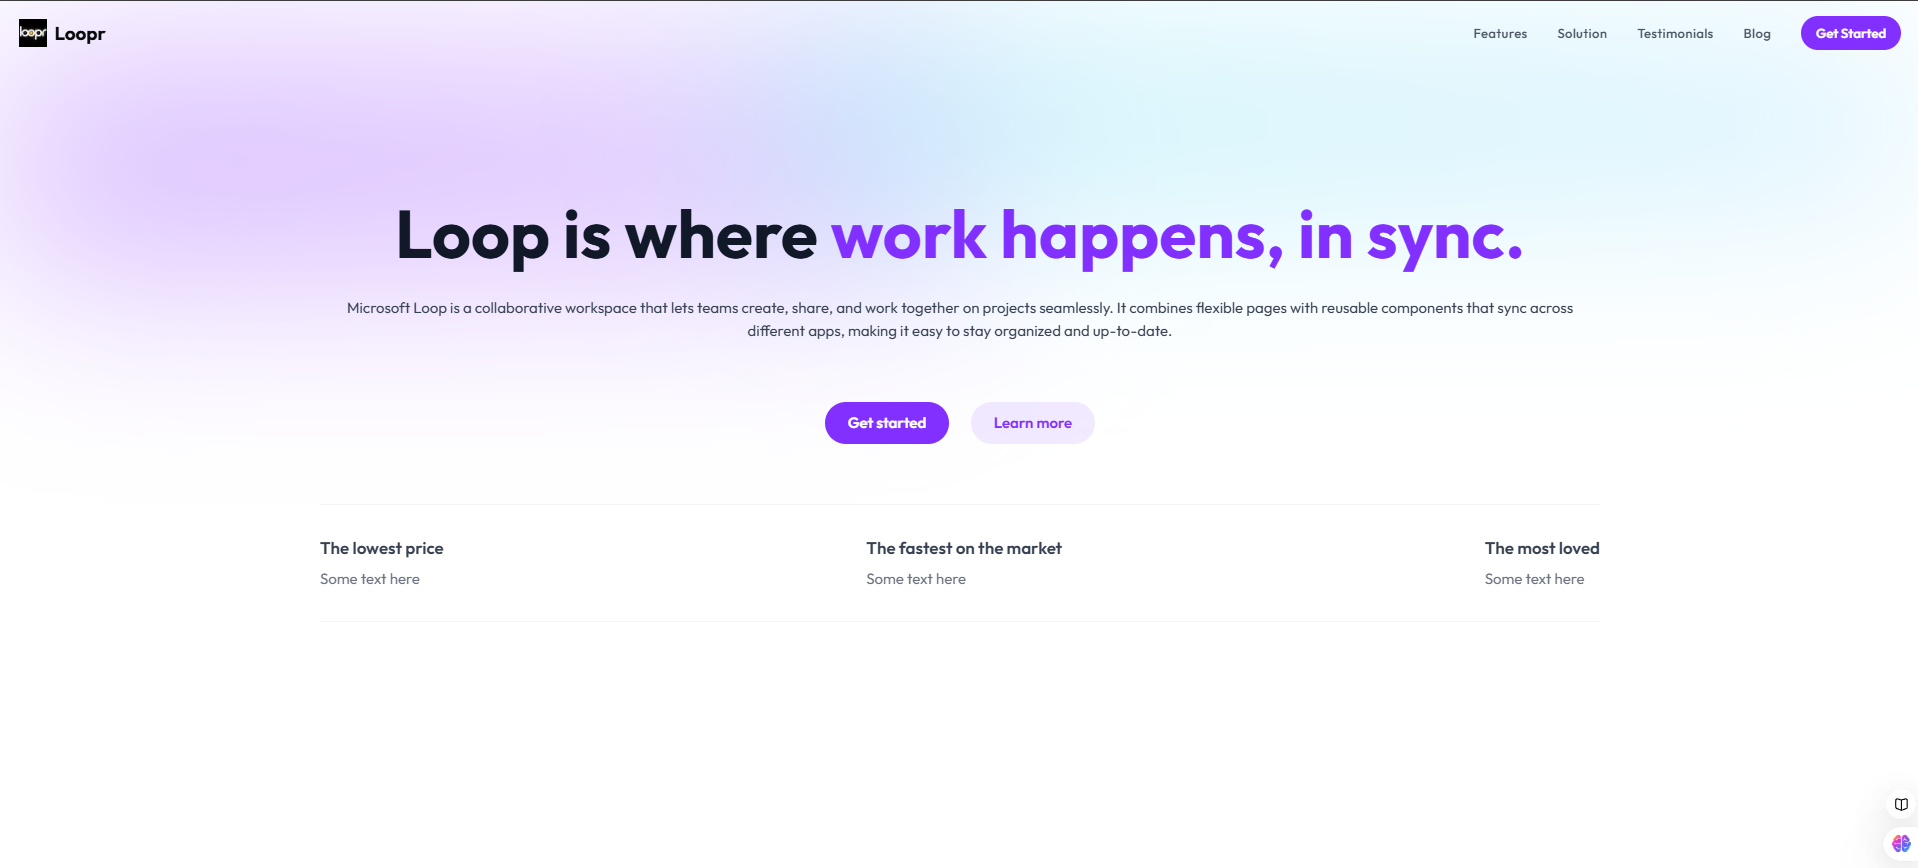 loopr Loopr
Features Solution Testimonials Blog Get Started
Loop is where work happens, in sync.
Microsoft Loop is a collaborative workspace that lets teams create, share, and work together on projects seamlessly. It combines flexible pages with reusable components that sync across
different apps, making it easy to stay organized and up-to-date.
Get started Learn more
The lowest price
Some text here
The fastest on the market
Some text here
The most loved
Some text here